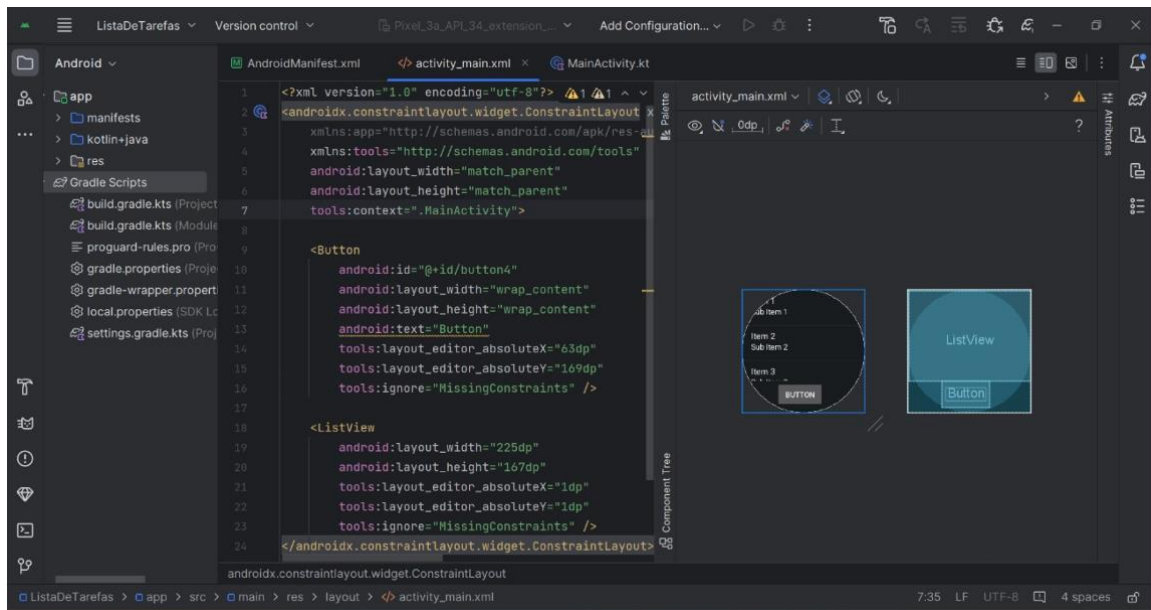 ListaDeTarefas
Version control
Pixel_3a_API_34_extension_...
Add Configuration...
Android
AndroidManifest.xml
activity_main.xml
MainActivity.kt
app
manifests
kotlin+java
res
Gradle Scripts
build.gradle.kts (Project
build.gradle.kts (Module
proguard-rules.pro (Pro
gradle.properties (Proje
gradle-wrapper.propert
local.properties (SDK Lo
settings.gradle.kts (Proj
1 <?xml version="1.0" encoding="utf-8"?> 1 1
2 <androidx.constraintlayout.widget.ConstraintLayout x
3 xmlns:app="http://schemas.android.com/apk/res-au
4 xmlns:tools="http://schemas.android.com/tools"
5 android:layout_width="match_parent"
6 android:layout_height="match_parent"
7 tools:context=".MainActivity">
8
9 <Button
10 android:id="@+id/button4"
11 android:layout_width="wrap_content"
12 android:layout_height="wrap_content"
13 android:text="Button"
14 tools:layout_editor_absoluteX="63dp"
15 tools:layout_editor_absoluteY="169dp"
16 tools:ignore="MissingConstraints" />
17
18 <ListView
19 android:layout_width="225dp"
20 android:layout_height="167dp"
21 tools:layout_editor_absoluteX="1dp"
22 tools:layout_editor_absoluteY="1dp"
23 tools:ignore="MissingConstraints" />
24 </androidx.constraintlayout.widget.ConstraintLayout>
androidx.constraintlayout.widget.ConstraintLayout
Palette
Component Tree
activity_main.xml
0dp
?
Attributes
1
Sub Item 1
Item 2
Sub Item 2
Item 3
BUTTON
ListView
Button
ListaDeTarefas > app > src > main > res > layout > activity_main.xml
7:35 LF UTF-8 4 spaces